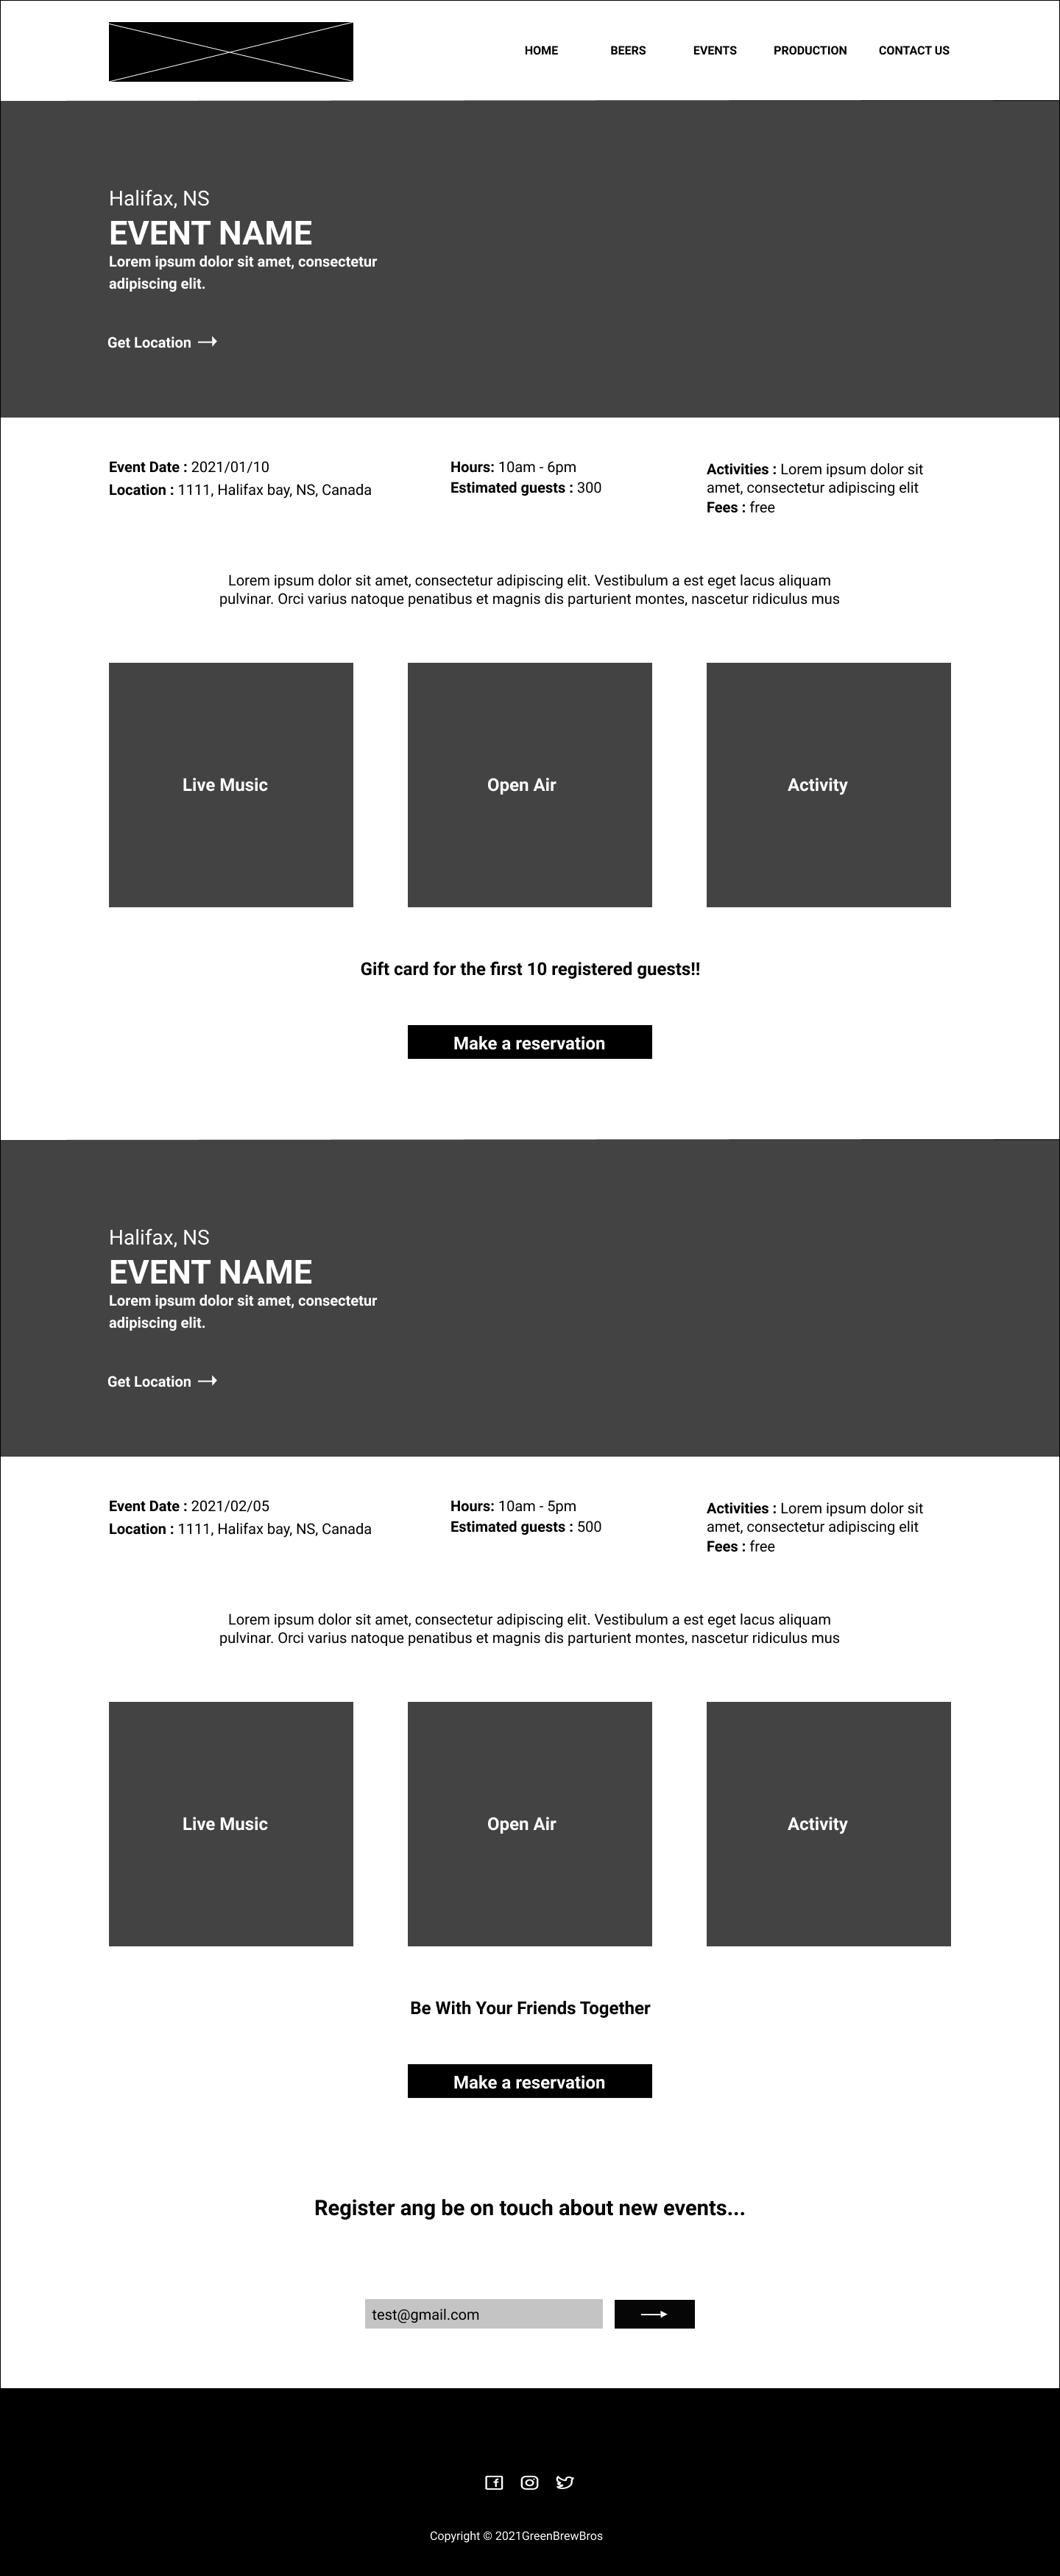 HOME BEERS EVENTS PRODUCTION CONTACT US
Halifax, NS
EVENT NAME
Lorem ipsum dolor sit amet, consectetur
adipiscing elit.
Get Location
Event Date : 2021/01/10
Location : 1111, Halifax bay, NS, Canada
Hours: 10am - 6pm
Estimated guests : 300
Activities : Lorem ipsum dolor sit
amet, consectetur adipiscing elit
Fees : free
Lorem ipsum dolor sit amet, consectetur adipiscing elit. Vestibulum a est eget lacus aliquam
pulvinar. Orci varius natoque penatibus et magnis dis parturient montes, nascetur ridiculus mus
Live Music
Open Air
Activity
Gift card for the first 10 registered guests!!
Make a reservation
Halifax, NS
EVENT NAME
Lorem ipsum dolor sit amet, consectetur
adipiscing elit.
Get Location
Event Date : 2021/02/05
Location : 1111, Halifax bay, NS, Canada
Hours: 10am - 5pm
Estimated guests : 500
Activities : Lorem ipsum dolor sit
amet, consectetur adipiscing elit
Fees : free
Lorem ipsum dolor sit amet, consectetur adipiscing elit. Vestibulum a est eget lacus aliquam
pulvinar. Orci varius natoque penatibus et magnis dis parturient montes, nascetur ridiculus mus
Live Music
Open Air
Activity
Be With Your Friends Together
Make a reservation
Register ang be on touch about new events...
test@gmail.com
Copyright © 2021GreenBrewBros